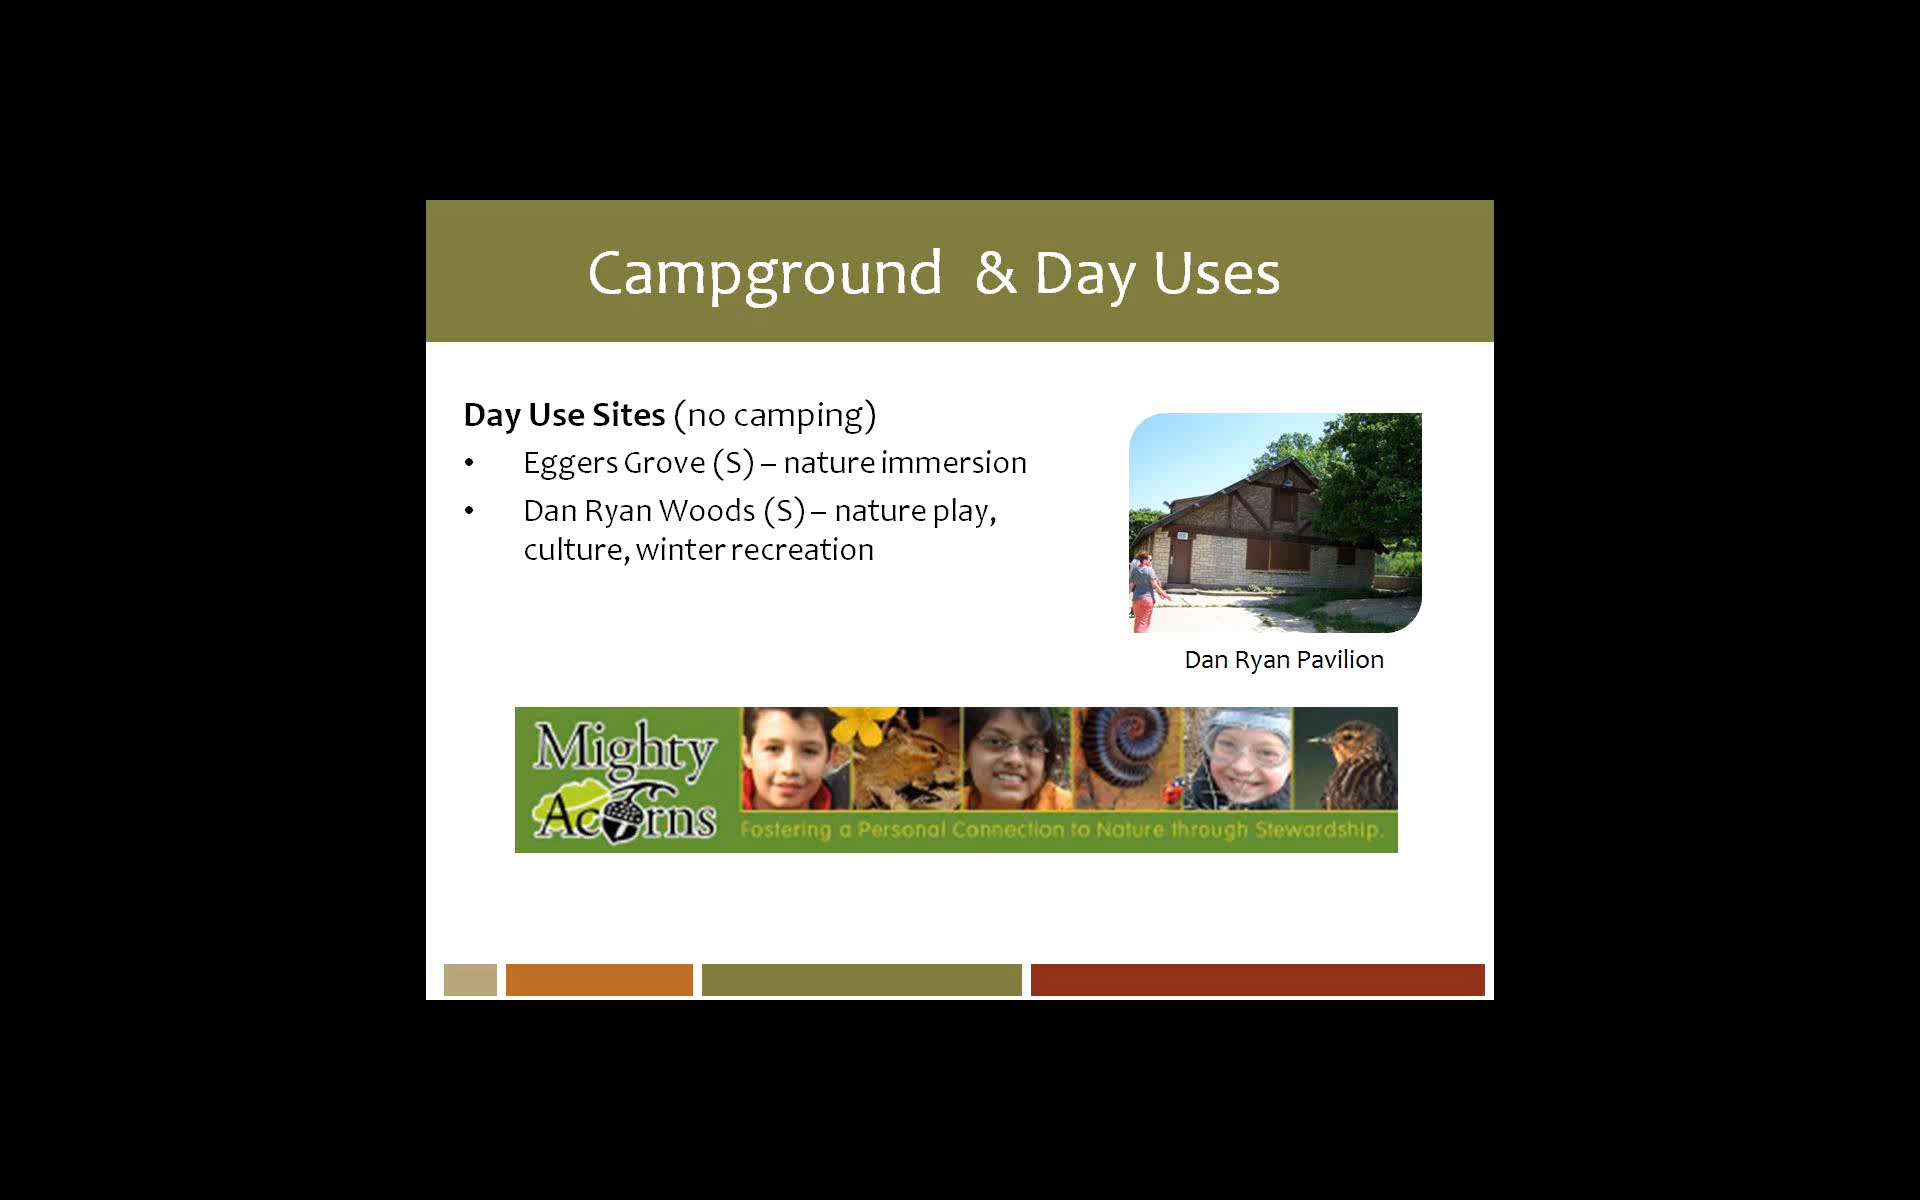 Campground & Day Uses
Day Use Sites (no camping)
• Eggers Grove (S) – nature immersion
• Dan Ryan Woods (S) – nature play,
culture, winter recreation
Dan Ryan Pavilion
Mighty
Acorns
Fostering a Personal Connection to Nature through Stewardship.